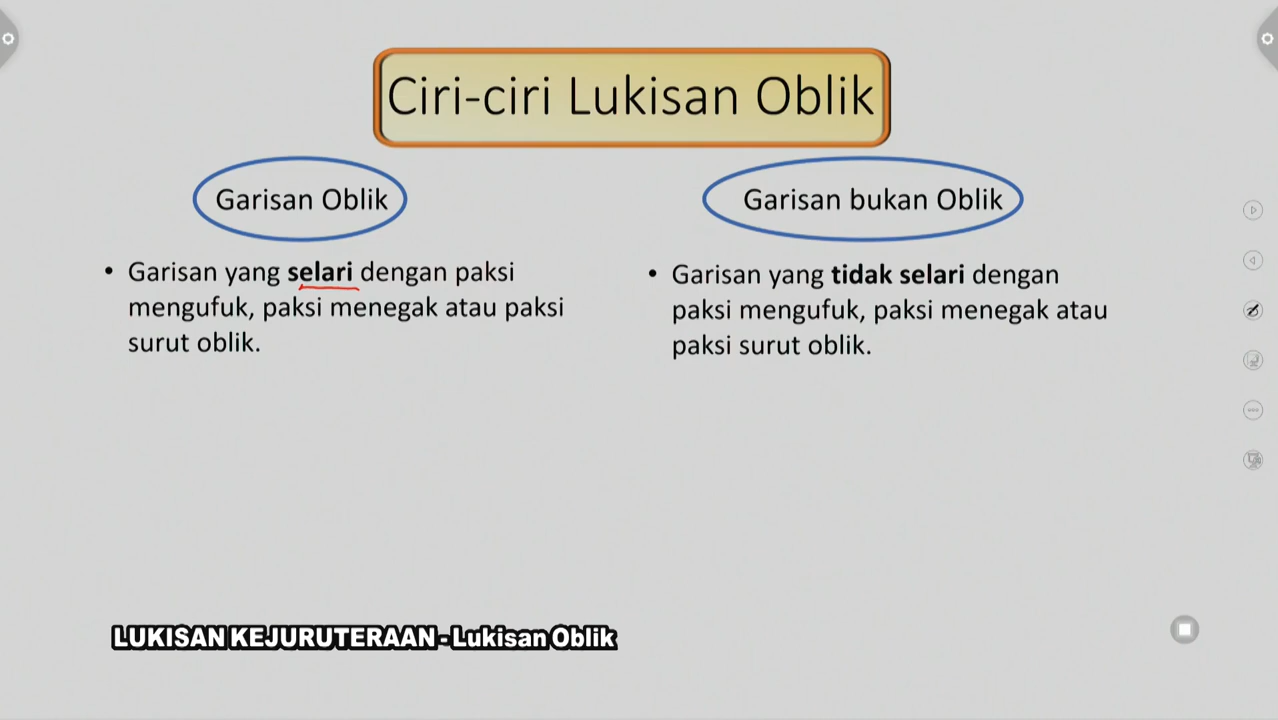 Ciri-ciri Lukisan Oblik
Garisan Oblik
• Garisan yang selari dengan paksi
mengufuk, paksi menegak atau paksi
surut oblik.
Garisan bukan Oblik
• Garisan yang tidak selari dengan
paksi mengufuk, paksi menegak atau
paksi surut oblik.
LUKISAN KEJURUTERAAN - Lukisan Oblik